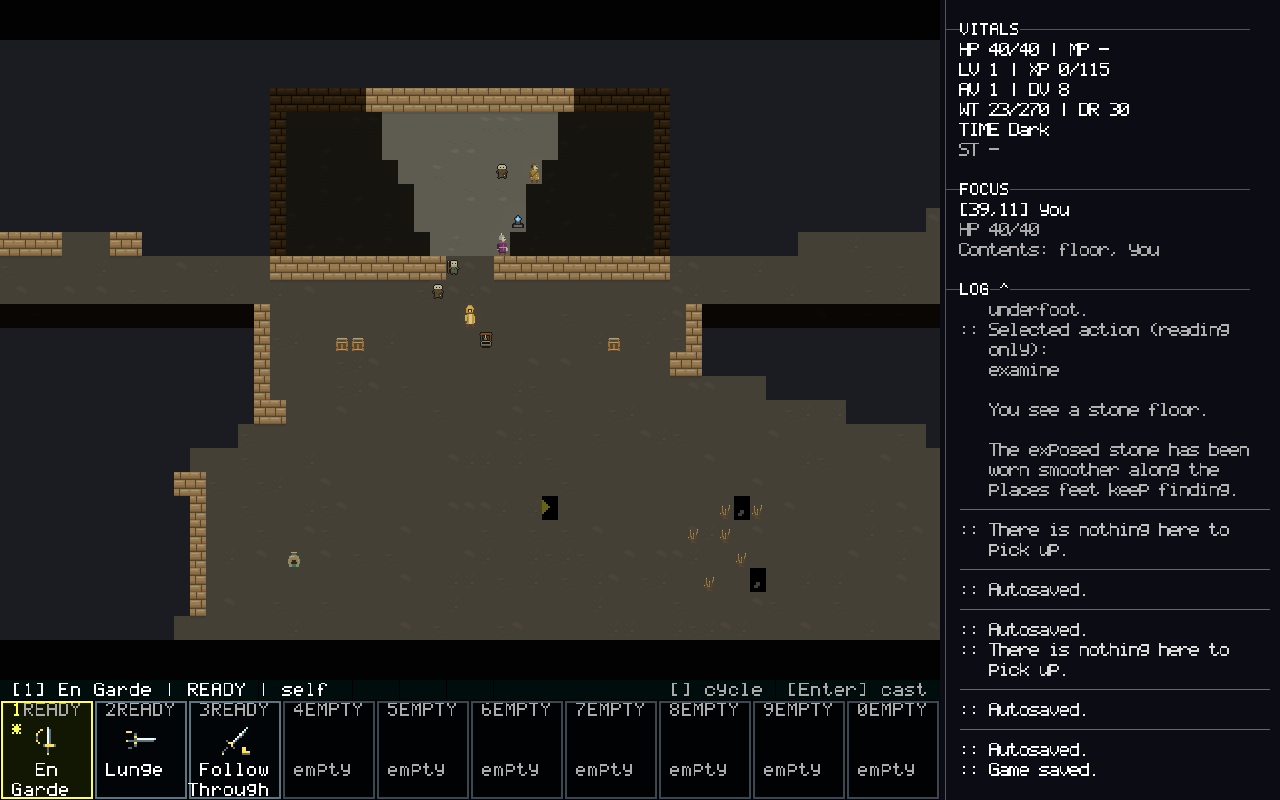 VITALS
HP 40/40 | MP -
LV 1 | XP 0/115
AV 1 | DV 8
WT 23/270 | DR 30
TIME Dark
ST -
FOCUS
[39,11] You
HP 40/40
Contents: floor, You
LOG ^
underfoot.
:: Selected action (reading
only):
examine
You see a stone floor.
The exposed stone has been
worn smoother along the
places feet keep finding.
:: There is nothing here to
pick up.
:: Autosaved.
:: Autosaved.
:: There is nothing here to
pick up.
:: Autosaved.
:: Autosaved.
:: Game saved.
[1] En Garde | READY | self
[] cycle [Enter] cast
1READY 2READY 3READY 4EMPTY 5EMPTY 6EMPTY 7EMPTY 8EMPTY 9EMPTY 0EMPTY
*
En Lunge Follow empty empty empty empty empty empty empty
Garde Through